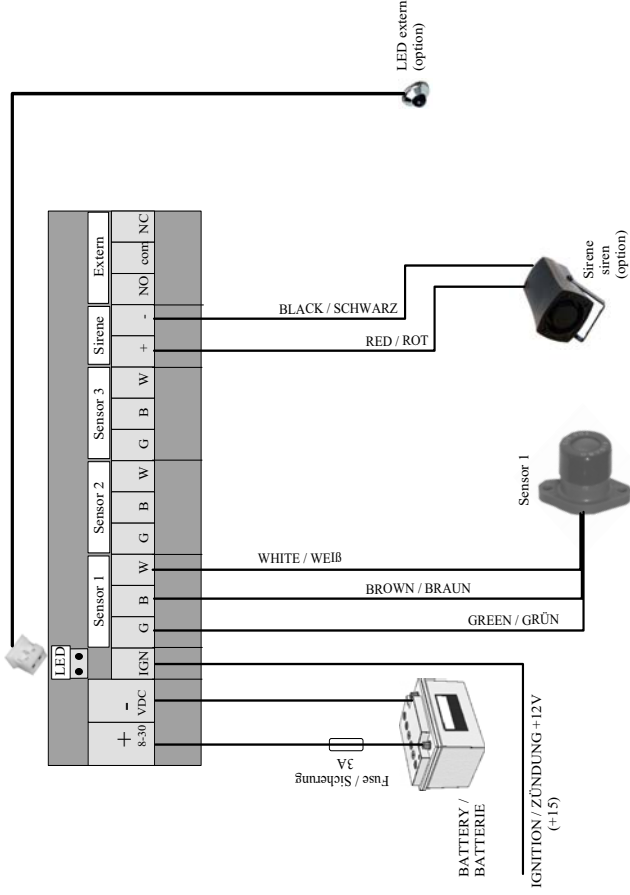 LED extern
(option)
Extern
NO
com
NC
Sirene
+
-
Sensor 3
G
B
W
Sensor 2
G
B
W
Sensor 1
G
B
W
LED
IGN
-
VDC
+
8-30
BLACK / SCHWARZ
RED / ROT
WHITE / WEIß
BROWN / BRAUN
GREEN / GRÜN
Sirene
siren
(option)
Sensor 1
Fuse / Sicherung
3A
BATTERY /
BATTERIE
IGNITION / ZÜNDUNG +12V
(+15)